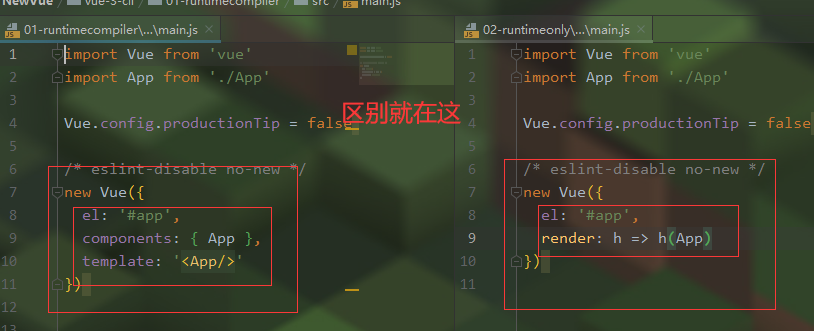 NewVue vue-3-cli 01-runtimecompiler src main.js
01-runtimecompiler\...\main.js ×
1 import Vue from 'vue'
2 import App from './App'
3
4 Vue.config.productionTip = false
5
6 /* eslint-disable no-new */
7 new Vue({
8 el: '#app',
9 components: { App },
10 template: '<App/>'
11 })
12
区别就在这
02-runtimeonly\...\main.js ×
1 import Vue from 'vue'
2 import App from './App'
3
4 Vue.config.productionTip = false
5
6 /* eslint-disable no-new */
7 new Vue({
8 el: '#app',
9 render: h => h(App)
10 })
11